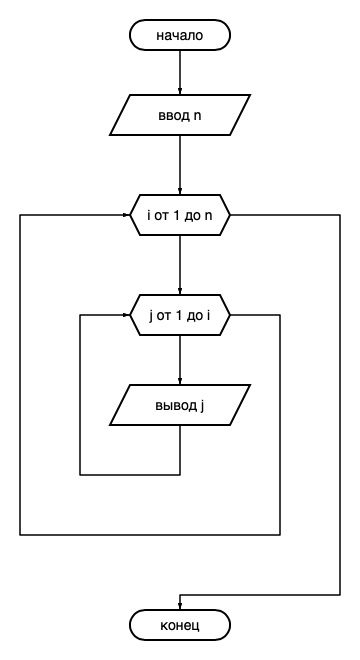 начало
ввод n
i от 1 до n
j от 1 до i
вывод j
конец